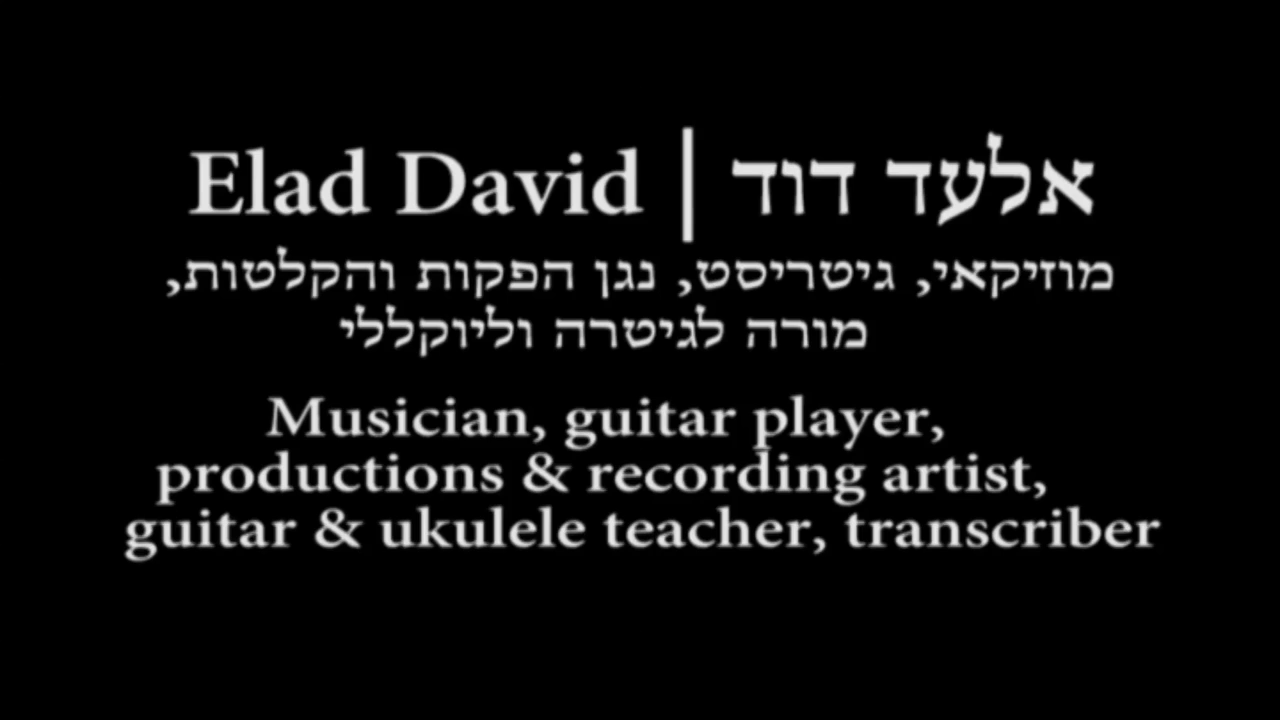 Elad David | אלעד דוד
מוזיקאי, גיטריסט, נגן הפקות והקלטות,
מורה לגיטרה וליוקללי
Musician, guitar player,
productions & recording artist,
guitar & ukulele teacher, transcriber